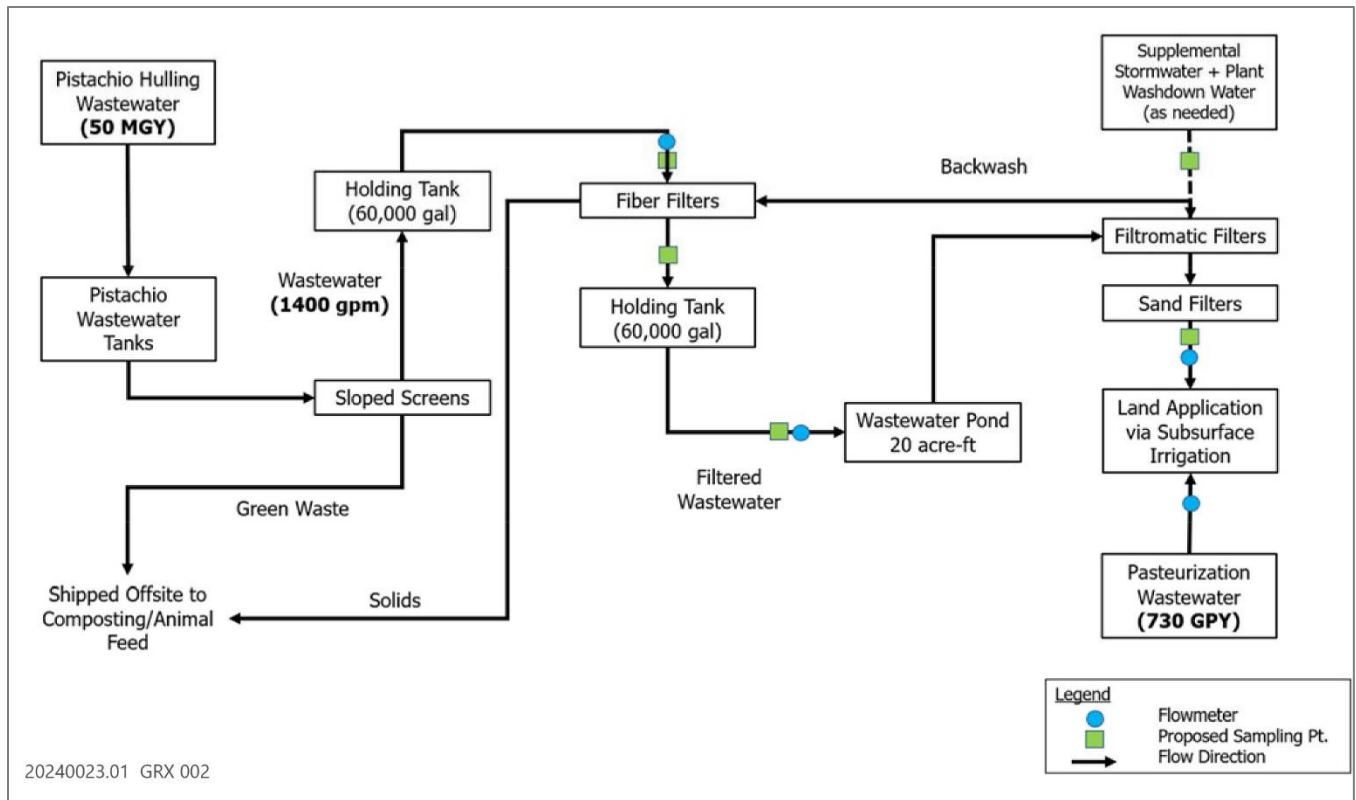 Pistachio Hulling
Wastewater
(50 MGY)
Pistachio
Wastewater
Tanks
Holding Tank
(60,000 gal)
Wastewater
(1400 gpm)
Sloped Screens
Green Waste
Shipped Offsite to
Composting/Animal
Feed
Solids
Fiber Filters
Holding Tank
(60,000 gal)
Filtered
Wastewater
Wastewater Pond
20 acre-ft
Backwash
Supplemental
Stormwater + Plant
Washdown Water
(as needed)
Filtromatic Filters
Sand Filters
Land Application
via Subsurface
Irrigation
Pasteurization
Wastewater
(730 GPY)
Legend
Flowmeter
Proposed Sampling Pt.
Flow Direction
20240023.01 GRX 002